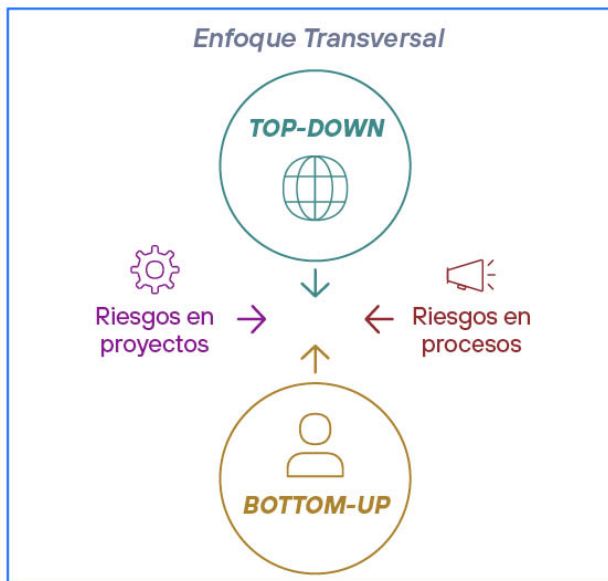 Enfoque Transversal
TOP-DOWN
Riesgos en
proyectos
Riesgos en
procesos
BOTTOM-UP